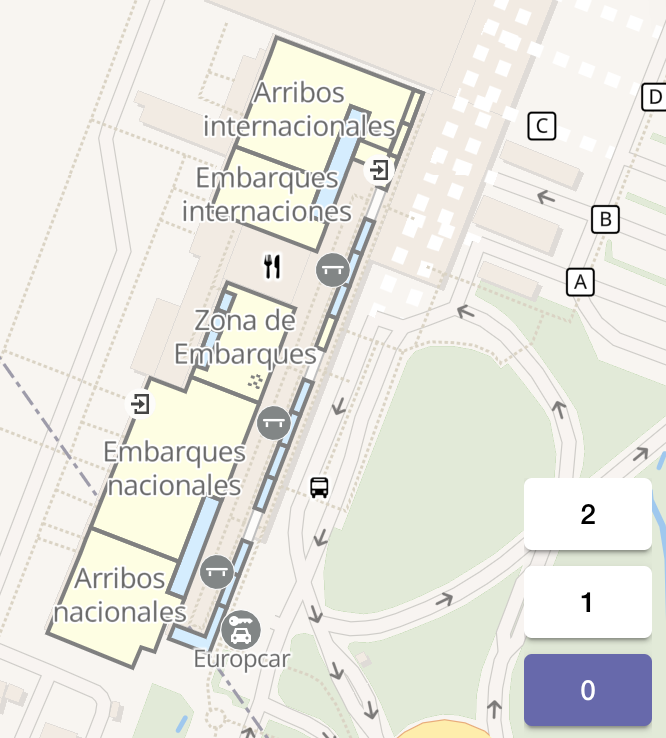 Arribos
internacionales
Embarques
internaciones
Zona de
Embarques
Embarques
nacionales
Arribos
nacionales
Europcar
D
C
B
A
2
1
0